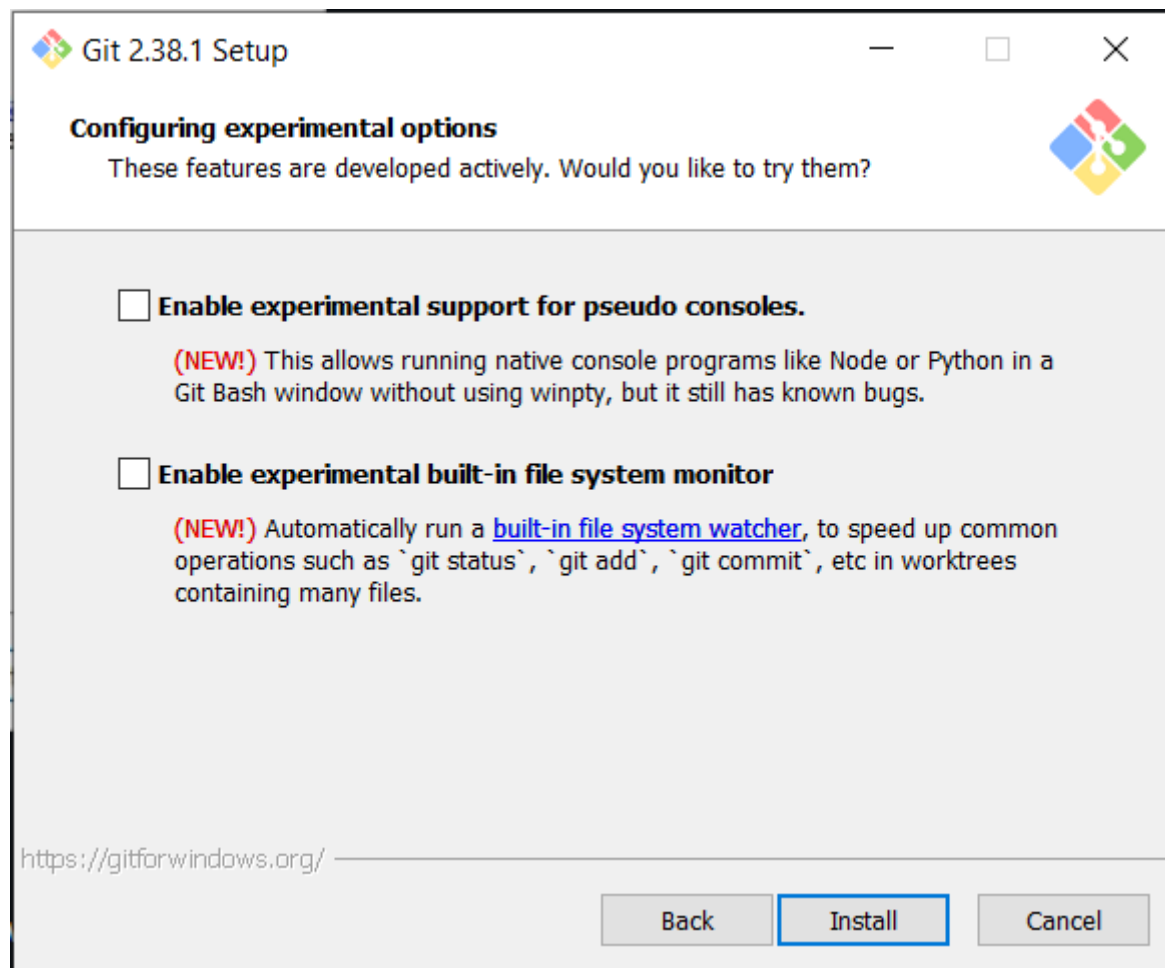 Git 2.38.1 Setup
Configuring experimental options
These features are developed actively. Would you like to try them?
Enable experimental support for pseudo consoles.
(NEW!) This allows running native console programs like Node or Python in a
Git Bash window without using winpty, but it still has known bugs.
Enable experimental built-in file system monitor
(NEW!) Automatically run a built-in file system watcher, to speed up common
operations such as `git status`, `git add`, `git commit`, etc in worktrees
containing many files.
https://gitforwindows.org/
Back
Install
Cancel